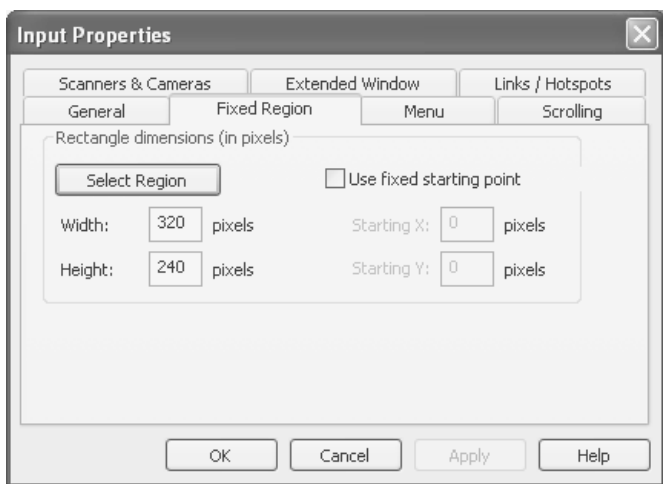 Input Properties
Scanners & Cameras Extended Window Links / Hotspots
General Fixed Region Menu Scrolling
Rectangle dimensions (in pixels)
Select Region Use fixed starting point
Width: 320 pixels Starting X: 0 pixels
Height: 240 pixels Starting Y: 0 pixels
OK Cancel Apply Help